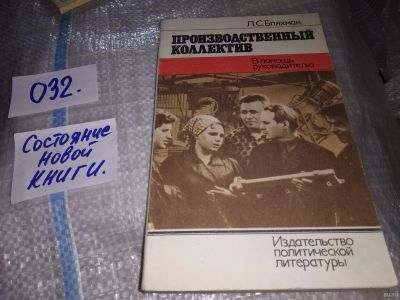 032.
Состояние
новой
книги.
Л.С.Бляхман
ПРОИЗВОДСТВЕННЫЙ
КОЛЛЕКТИВ
В помощь
руководителю
Издательство
политической
литературы